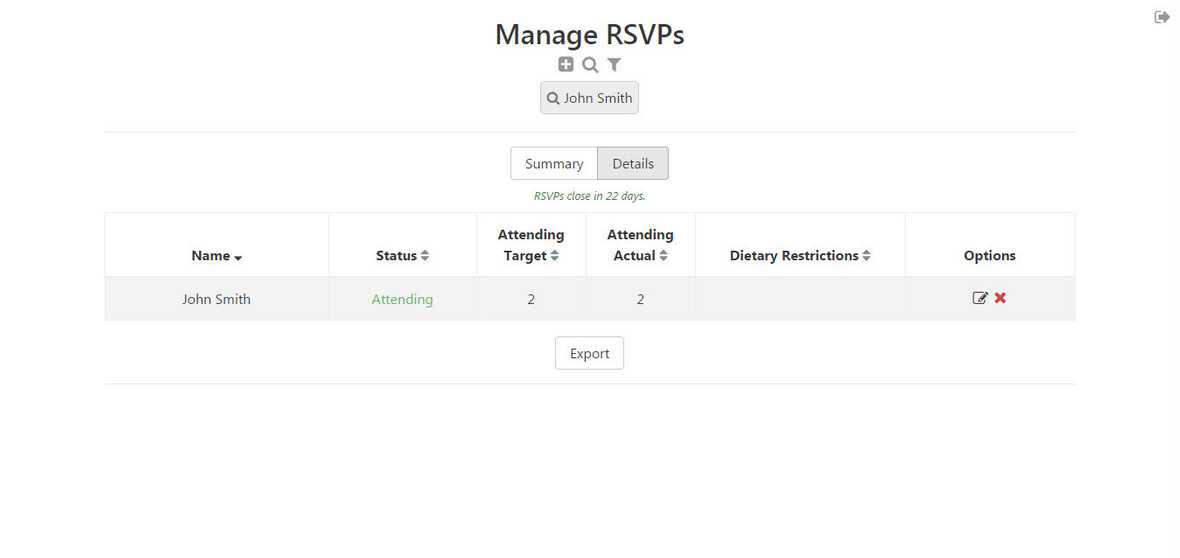 Manage RSVPs
John Smith
Summary Details
RSVPs close in 22 days.
Name Status Attending Target Attending Actual Dietary Restrictions Options
John Smith Attending 2 2
Export